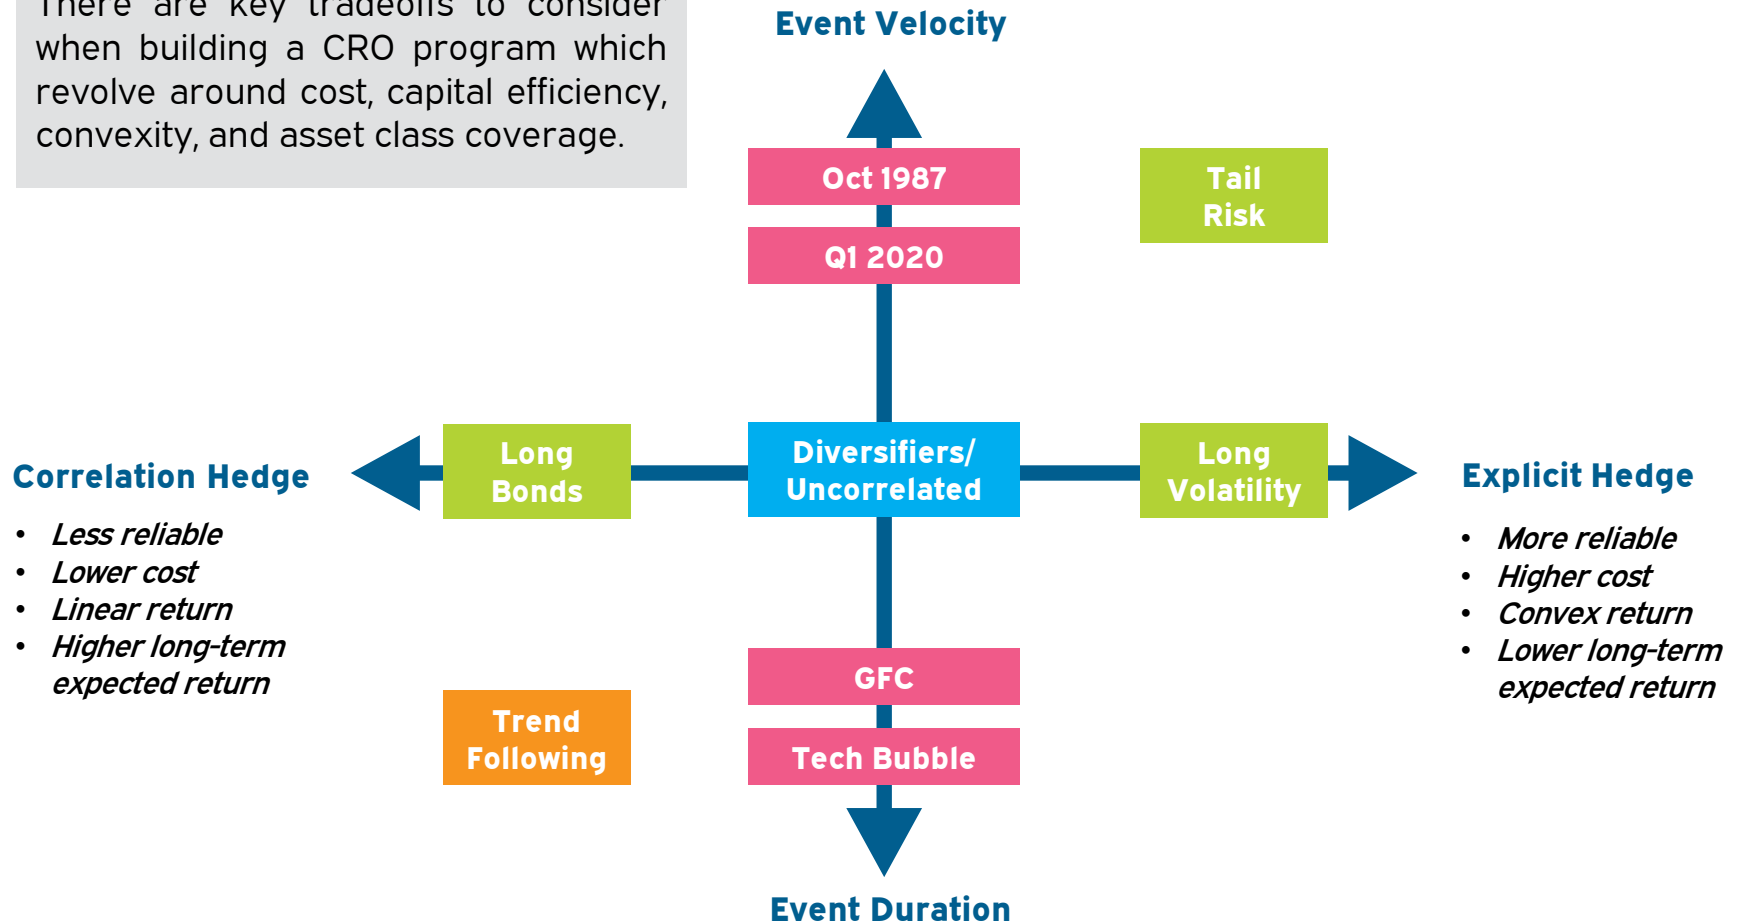 There are key tradeoffs to consider
when building a CRO program which
revolve around cost, capital efficiency,
convexity, and asset class coverage.
Event Velocity
Oct 1987
Q1 2020
Tail
Risk
Correlation Hedge
• Less reliable
• Lower cost
• Linear return
• Higher long-term
expected return
Long
Bonds
Diversifiers/
Uncorrelated
Long
Volatility
Explicit Hedge
• More reliable
• Higher cost
• Convex return
• Lower long-term
expected return
Trend
Following
GFC
Tech Bubble
Event Duration